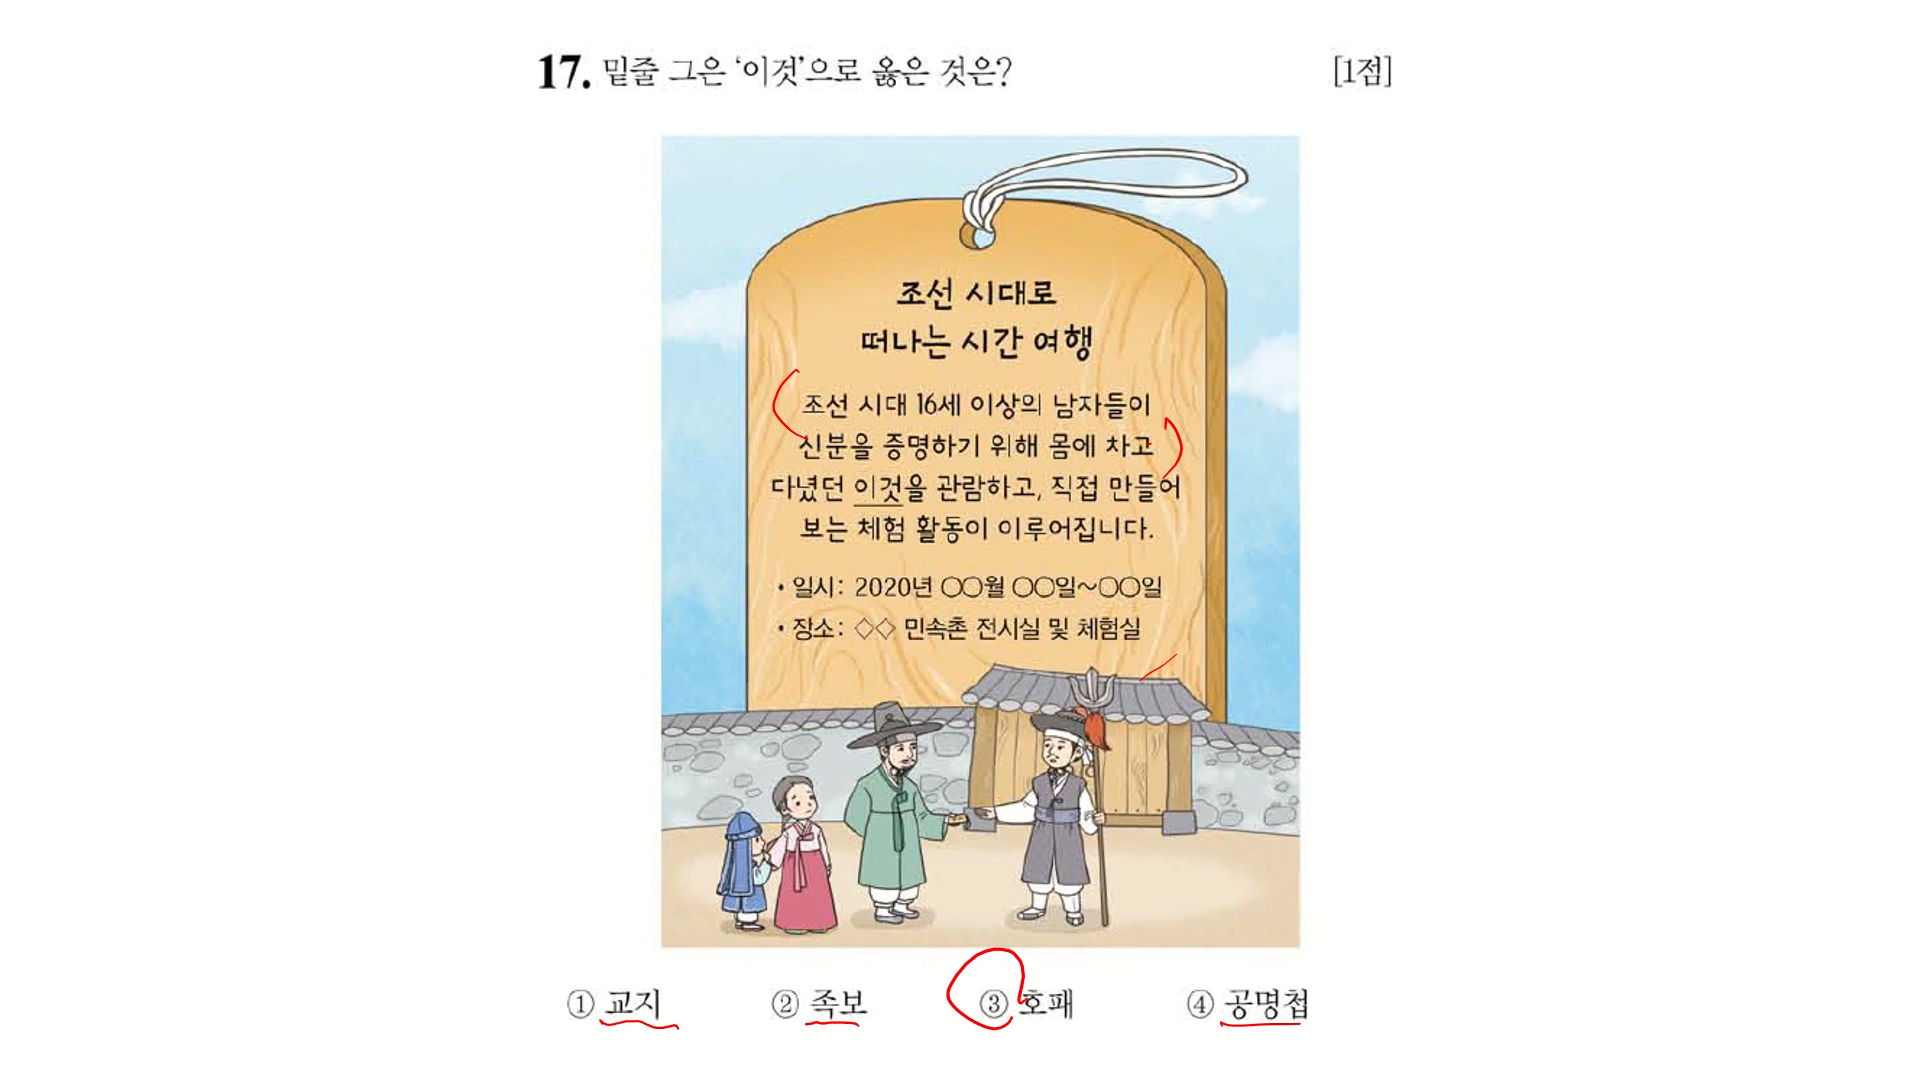 17. 밑줄 그은 ‘이것’으로 옳은 것은? [1점]
조선 시대로
떠나는 시간 여행
조선 시대 16세 이상의 남자들이
신분을 증명하기 위해 몸에 차고
다녔던 이것을 관람하고, 직접 만들어
보는 체험 활동이 이루어집니다.
• 일시: 2020년 ○○월 ○○일~○○일
• 장소: ◇◇ 민속촌 전시실 및 체험실
① 교지 ② 족보 ③ 호패 ④ 공명첩